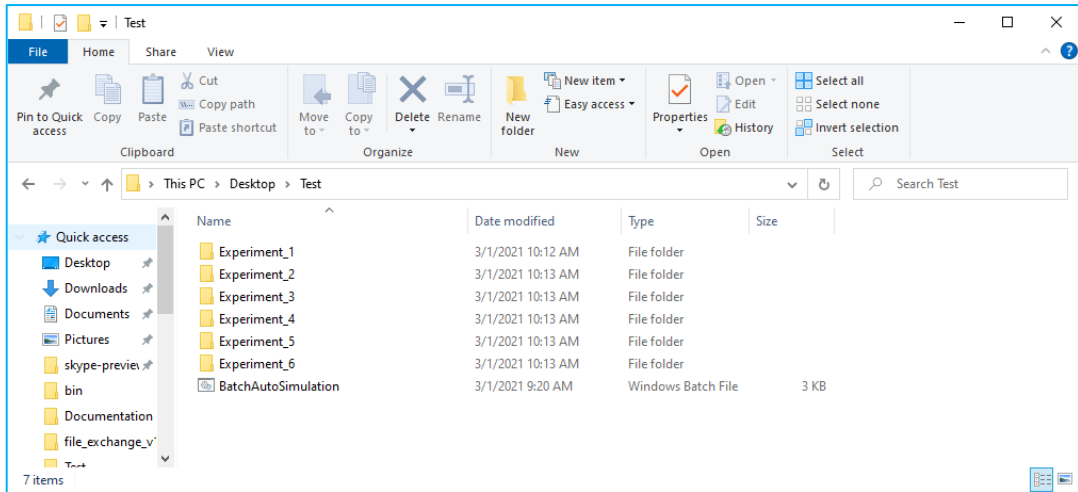 Test
File Home Share View
Pin to Quick access
Copy
Paste
Cut
Copy path
Paste shortcut
Clipboard
Move to
Copy to
Delete
Rename
Organize
New folder
New item
Easy access
New
Properties
Open
Edit
History
Open
Select all
Select none
Invert selection
Select
This PC > Desktop > Test
Search Test
Name Date modified Type Size
Quick access
Desktop
Downloads
Documents
Pictures
skype-preview
bin
Documentation
file_exchange_v
Test
Experiment_1 3/1/2021 10:12 AM File folder
Experiment_2 3/1/2021 10:13 AM File folder
Experiment_3 3/1/2021 10:13 AM File folder
Experiment_4 3/1/2021 10:13 AM File folder
Experiment_5 3/1/2021 10:13 AM File folder
Experiment_6 3/1/2021 10:13 AM File folder
BatchAutoSimulation 3/1/2021 9:20 AM Windows Batch File 3 KB
7 items